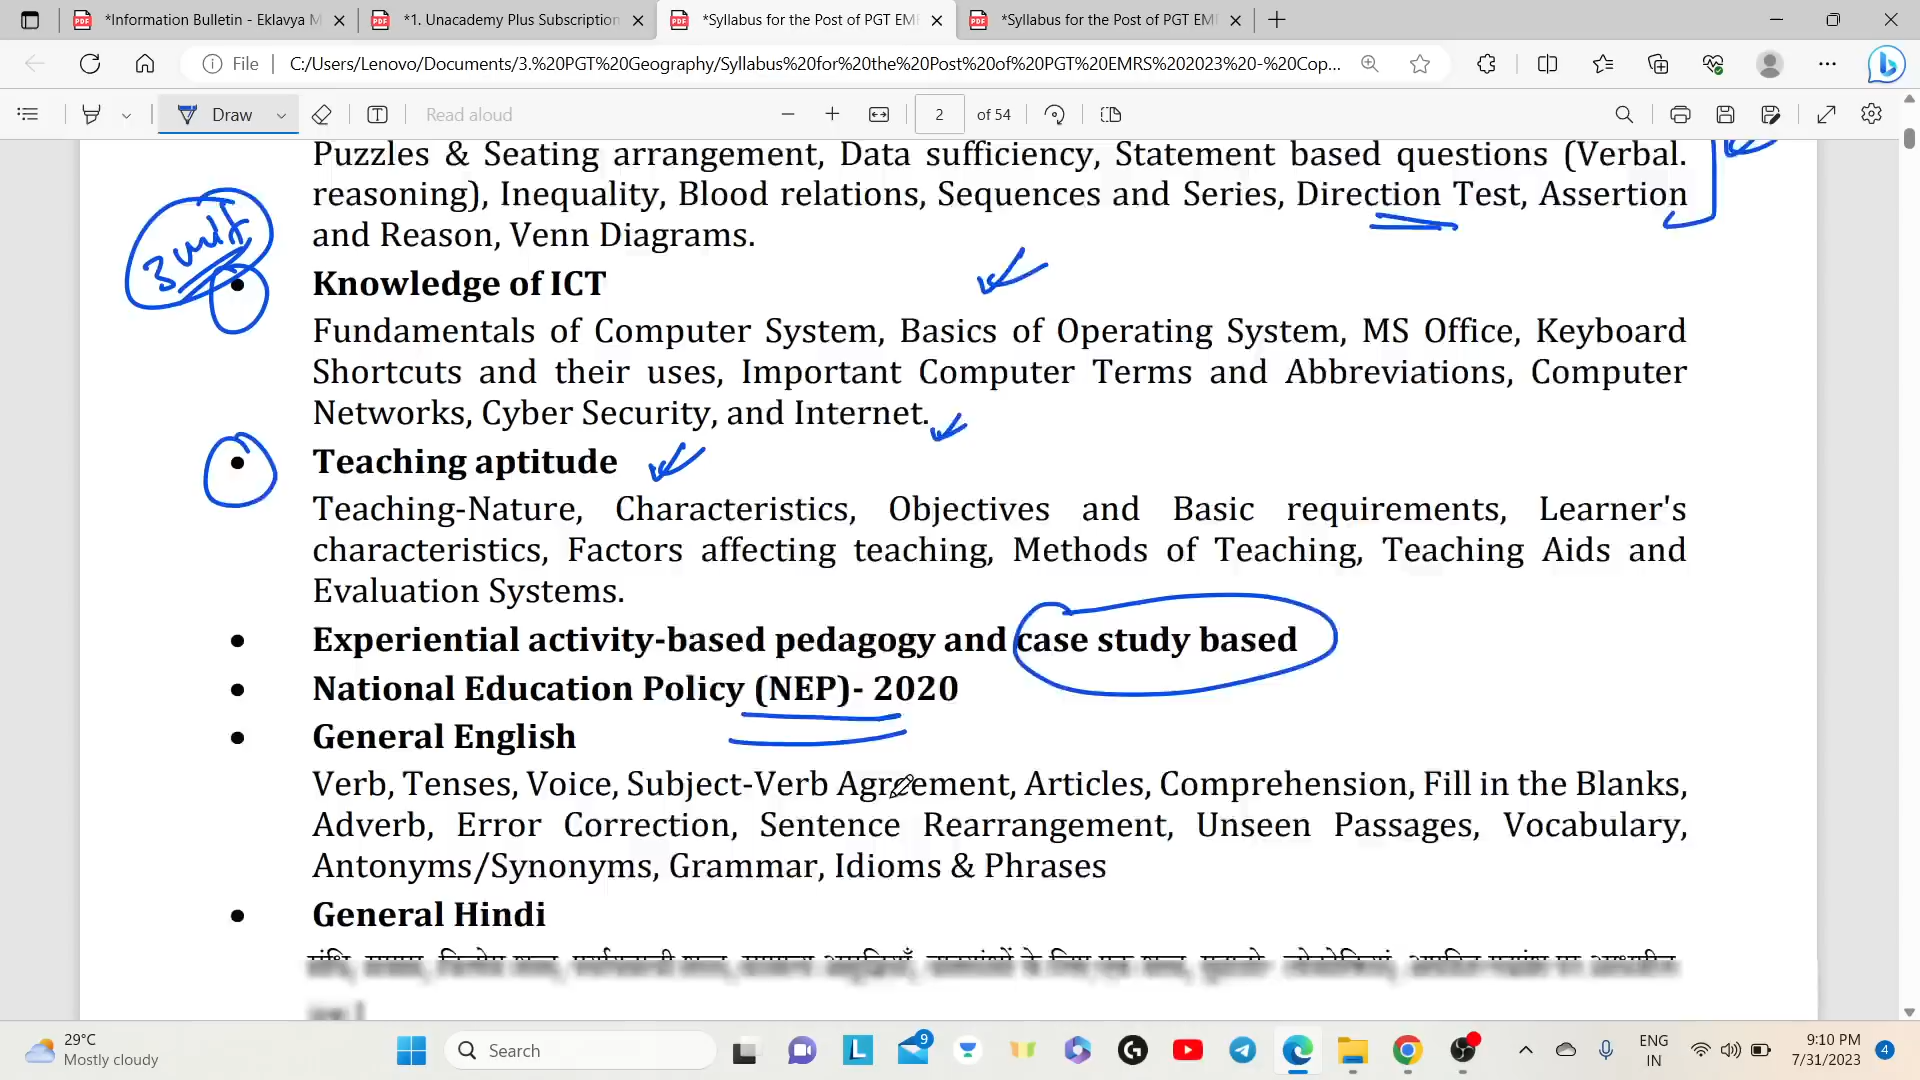 *Information Bulletin - Eklavya M
*1. Unacademy Plus Subscription
*Syllabus for the Post of PGT EMR
*Syllabus for the Post of PGT EMR
File
C:/Users/Lenovo/Documents/3.%20PGT%20Geography/Syllabus%20for%20the%20Post%20of%20PGT%20EMRS%202023%20-%20Cop...
Draw
Read aloud
2 of 54
Puzzles & Seating arrangement, Data sufficiency, Statement based questions (Verbal.
reasoning), Inequality, Blood relations, Sequences and Series, Direction Test, Assertion
and Reason, Venn Diagrams.
3 unit
• Knowledge of ICT
Fundamentals of Computer System, Basics of Operating System, MS Office, Keyboard
Shortcuts and their uses, Important Computer Terms and Abbreviations, Computer
Networks, Cyber Security, and Internet.
• Teaching aptitude
Teaching-Nature, Characteristics, Objectives and Basic requirements, Learner's
characteristics, Factors affecting teaching, Methods of Teaching, Teaching Aids and
Evaluation Systems.
• Experiential activity-based pedagogy and case study based
• National Education Policy (NEP)- 2020
• General English
Verb, Tenses, Voice, Subject-Verb Agreement, Articles, Comprehension, Fill in the Blanks,
Adverb, Error Correction, Sentence Rearrangement, Unseen Passages, Vocabulary,
Antonyms/Synonyms, Grammar, Idioms & Phrases
• General Hindi
29°C
Mostly cloudy
Search
9
ENG
IN
9:10 PM
7/31/2023
4